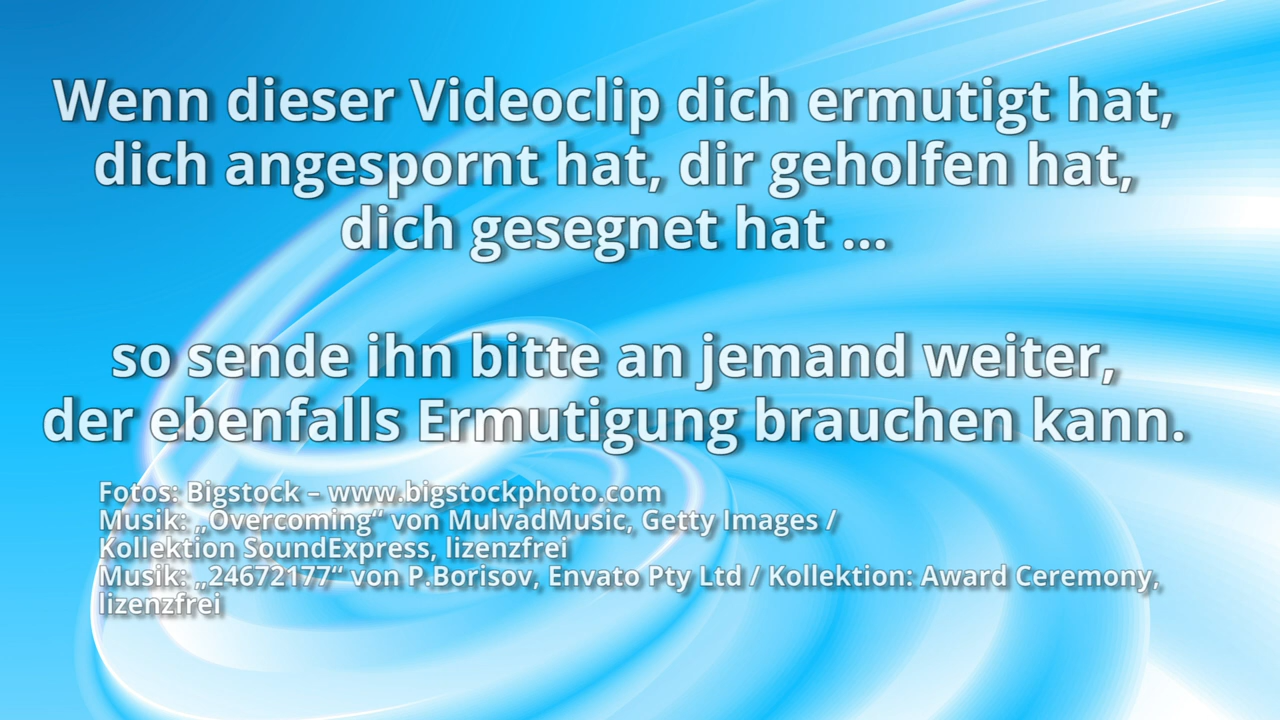 Wenn dieser Videoclip dich ermutigt hat,
dich angespornt hat, dir geholfen hat,
dich gesegnet hat ...
so sende ihn bitte an jemand weiter,
der ebenfalls Ermutigung brauchen kann.
Fotos: Bigstock – www.bigstockphoto.com
Musik: „Overcoming“ von MulvadMusic, Getty Images /
Kollektion SoundExpress, lizenzfrei
Musik: „24672177“ von P.Borisov, Envato Pty Ltd / Kollektion: Award Ceremony,
lizenzfrei